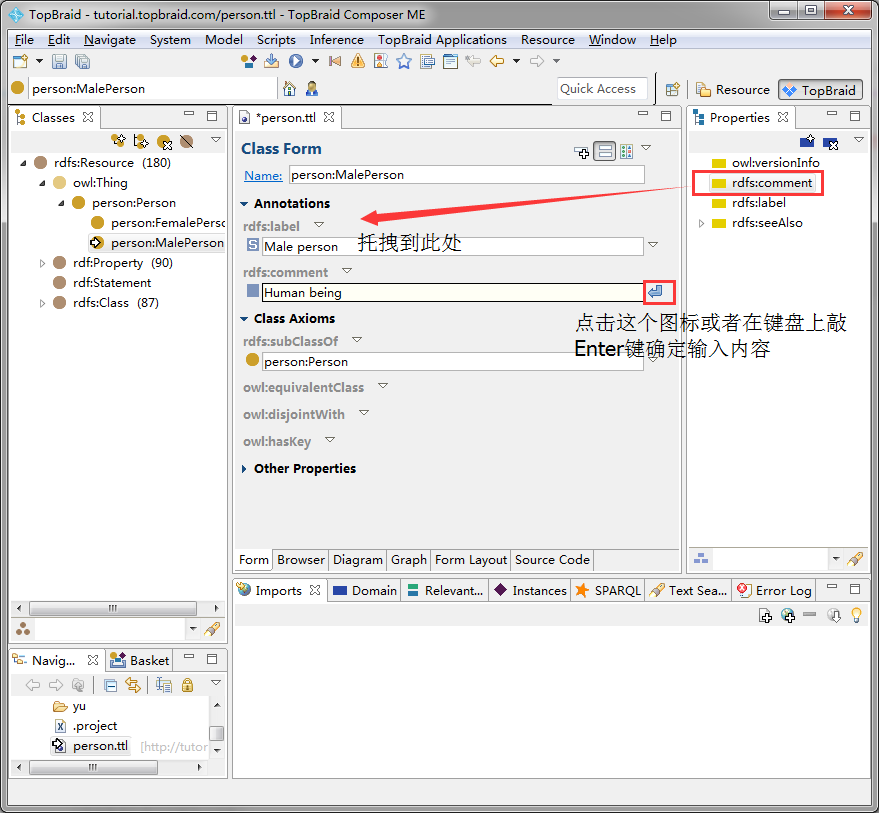 TopBraid - tutorial.topbraid.com/person.ttl - TopBraid Composer ME
File Edit Navigate System Model Scripts Inference TopBraid Applications Resource Window Help
person:MalePerson
Quick Access
Resource
TopBraid
Classes
rdfs:Resource (180)
owl:Thing
person:Person
person:FemalePerso
person:MalePerson
rdf:Property (90)
rdf:Statement
rdfs:Class (87)
*person.ttl
Class Form
Name: person:MalePerson
Annotations
rdfs:label
S Male person
托拽到此处
rdfs:comment
Human being
点击这个图标或者在键盘上敲
Enter键确定输入内容
Class Axioms
rdfs:subClassOf
person:Person
owl:equivalentClass
owl:disjointWith
owl:hasKey
Other Properties
Form Browser Diagram Graph Form Layout Source Code
Properties
owl:versionInfo
rdfs:comment
rdfs:label
rdfs:seeAlso
Imports Domain Relevant... Instances SPARQL Text Sea... Error Log
Navig... Basket
yu
.project
person.ttl [http://tutor